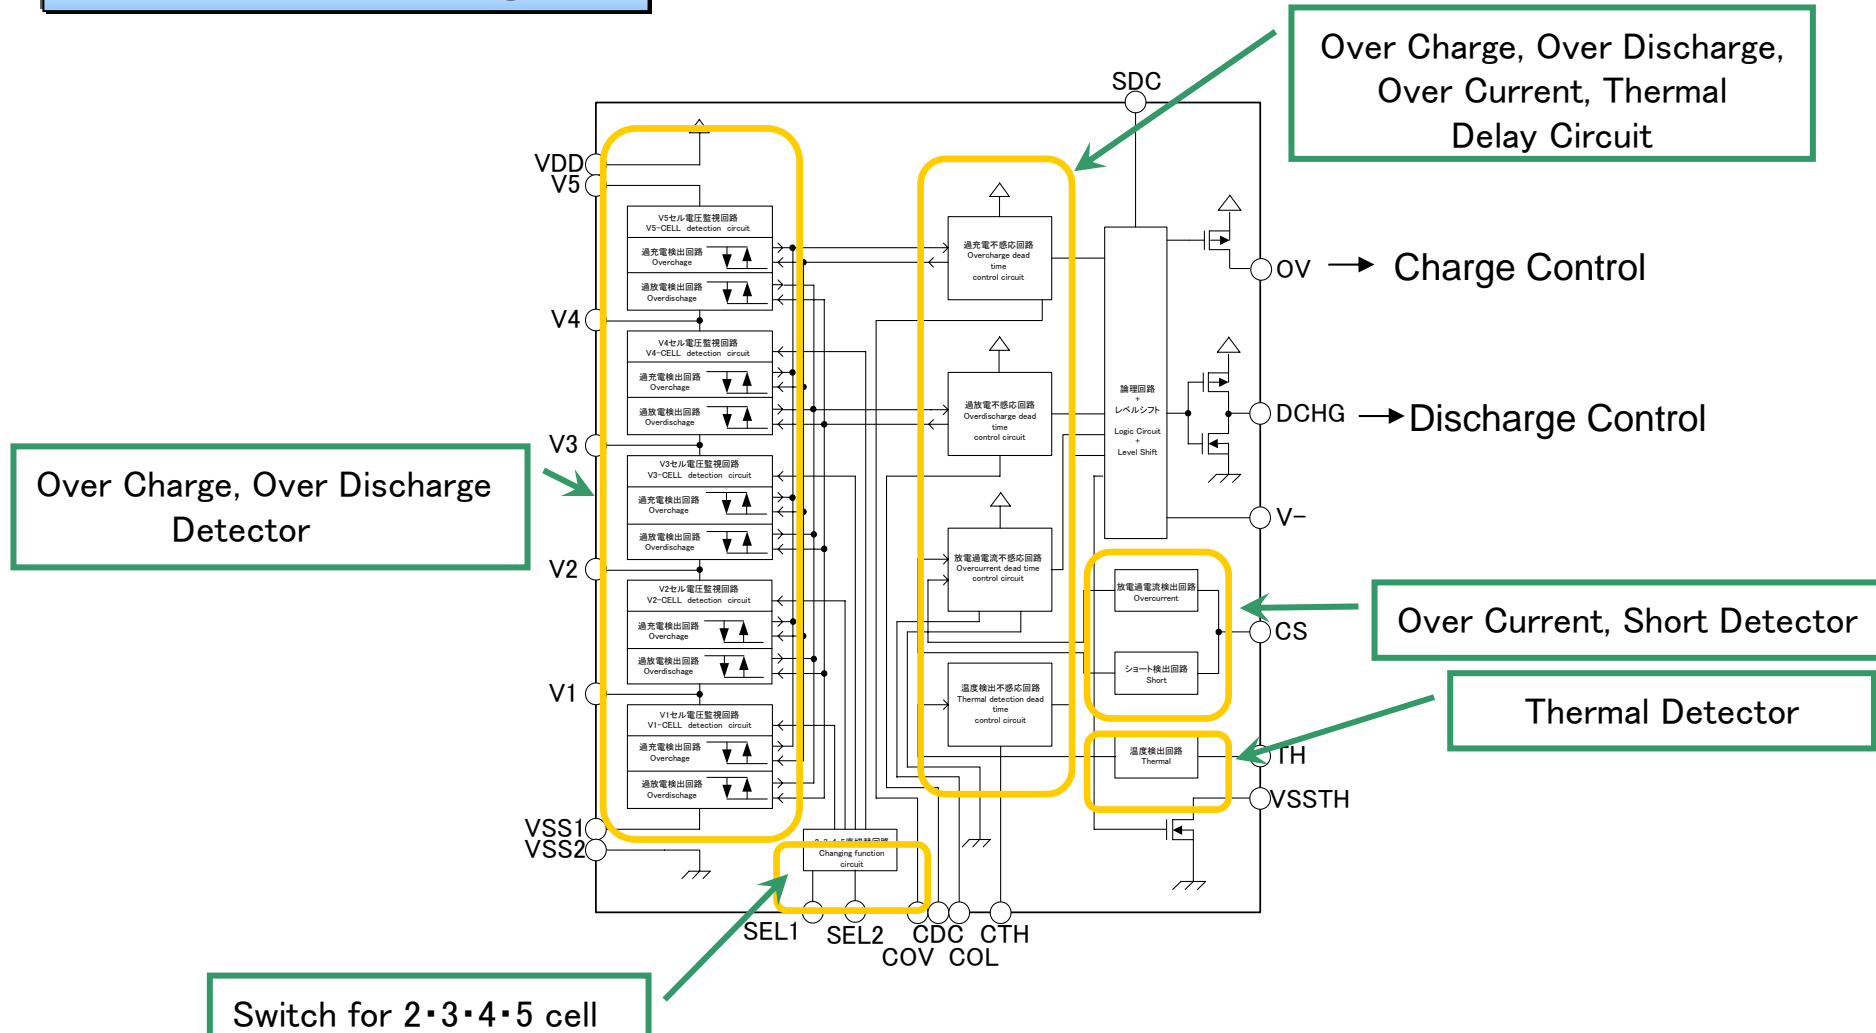 Over Charge, Over Discharge,
Over Current, Thermal
Delay Circuit
SDC
VDD
V5
V5セル電圧監視回路
V5-CELL detection circuit
過充電検出回路
Overchage
過放電検出回路
Overdischage
過充電不感応回路
Overcharge dead
time
control circuit
OV
Charge Control
V4
V4セル電圧監視回路
V4-CELL detection circuit
過充電検出回路
Overchage
過放電検出回路
Overdischage
過放電不感応回路
Overdischarge dead
time
control circuit
論理回路
+
レベルシフト
Logic Circuit
+
Level Shift
DCHG
Discharge Control
V3
V3セル電圧監視回路
V3-CELL detection circuit
過充電検出回路
Overchage
過放電検出回路
Overdischage
Over Charge, Over Discharge
Detector
V-
放電過電流不感応回路
Overcurrent dead time
control circuit
放電過電流検出回路
Overcurrent
V2
V2セル電圧監視回路
V2-CELL detection circuit
過充電検出回路
Overchage
過放電検出回路
Overdischage
CS
Over Current, Short Detector
ショート検出回路
Short
温度検出不感応回路
Thermal detection dead
time
control circuit
V1
V1セル電圧監視回路
V1-CELL detection circuit
過充電検出回路
Overchage
過放電検出回路
Overdischage
Thermal Detector
温度検出回路
Thermal
TH
VSSTH
VSS1
VSS2
Changing function
circuit
SEL1
SEL2
CDC
CTH
COV
COL
Switch for 2・3・4・5 cell